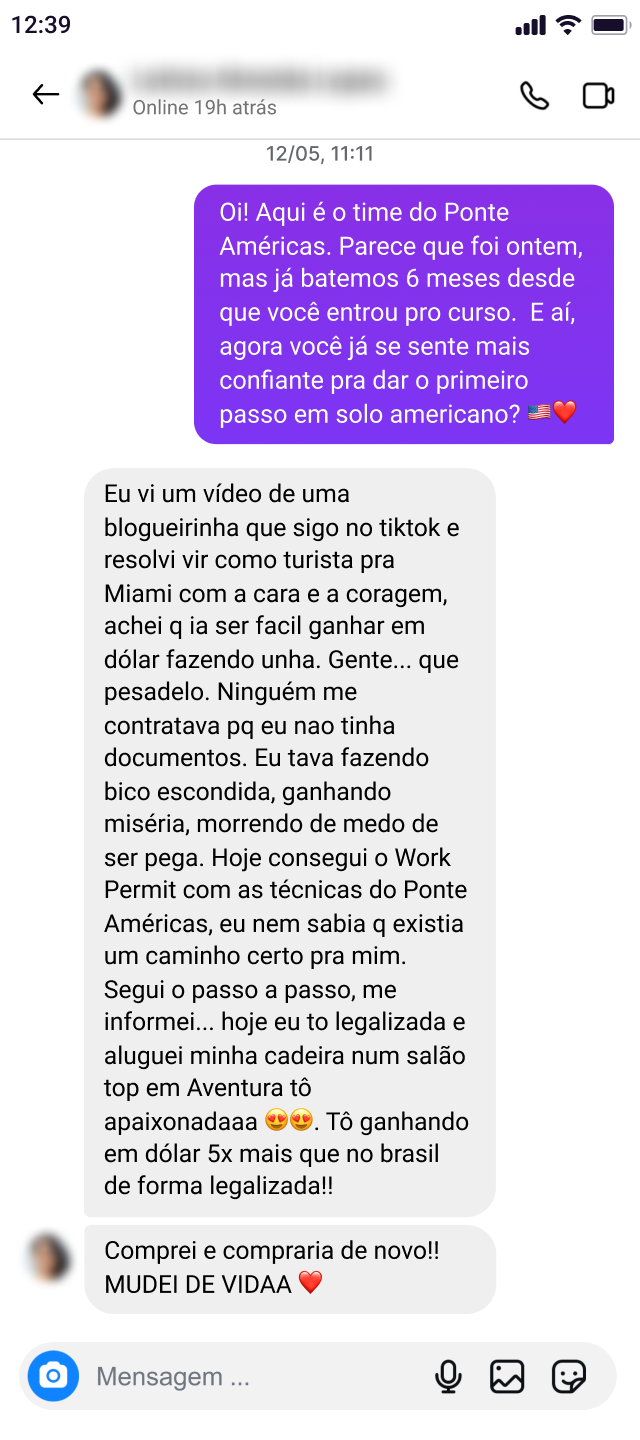 12:39
Online 19h atrás
12/05, 11:11
Oi! Aqui é o time do Ponte
Américas. Parece que foi ontem,
mas já batemos 6 meses desde
que você entrou pro curso.  E aí,
agora você já se sente mais
confiante pra dar o primeiro
passo em solo americano? 🇺🇸❤️
Eu vi um vídeo de uma
blogueirinha que sigo no tiktok e
resolvi vir como turista pra
Miami com a cara e a coragem,
achei q ia ser facil ganhar em
dólar fazendo unha. Gente... que
pesadelo. Ninguém me
contratava pq eu nao tinha
documentos. Eu tava fazendo
bico escondida, ganhando
miséria, morrendo de medo de
ser pega. Hoje consegui o Work
Permit com as técnicas do Ponte
Américas, eu nem sabia q existia
um caminho certo pra mim.
Segui o passo a passo, me
informei... hoje eu to legalizada e
aluguei minha cadeira num salão
top em Aventura tô
apaixonadaaa 😍😍. Tô ganhando
em dólar 5x mais que no brasil
de forma legalizada!!
Comprei e compraria de novo!!
MUDEI DE VIDAA ❤️
Mensagem ...